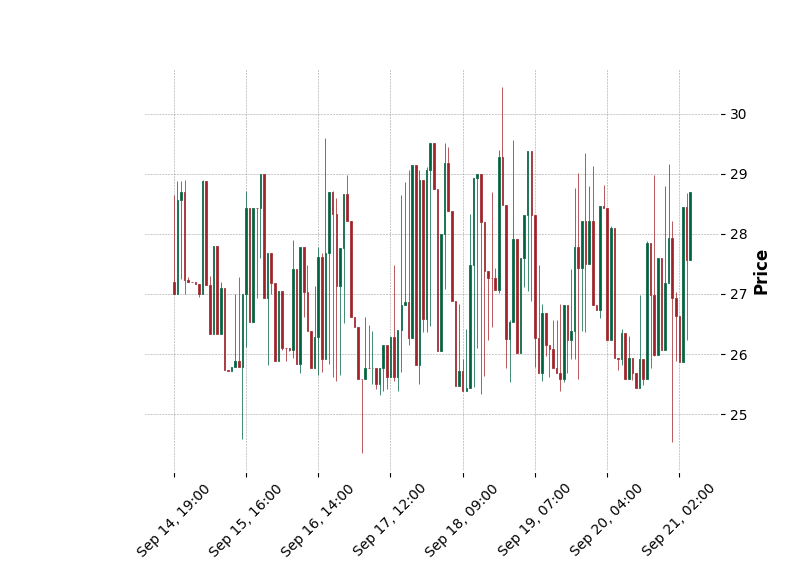 30
29
28
27
26
25
Price
Sep 14, 19:00
Sep 15, 16:00
Sep 16, 14:00
Sep 17, 12:00
Sep 18, 09:00
Sep 19, 07:00
Sep 20, 04:00
Sep 21, 02:00